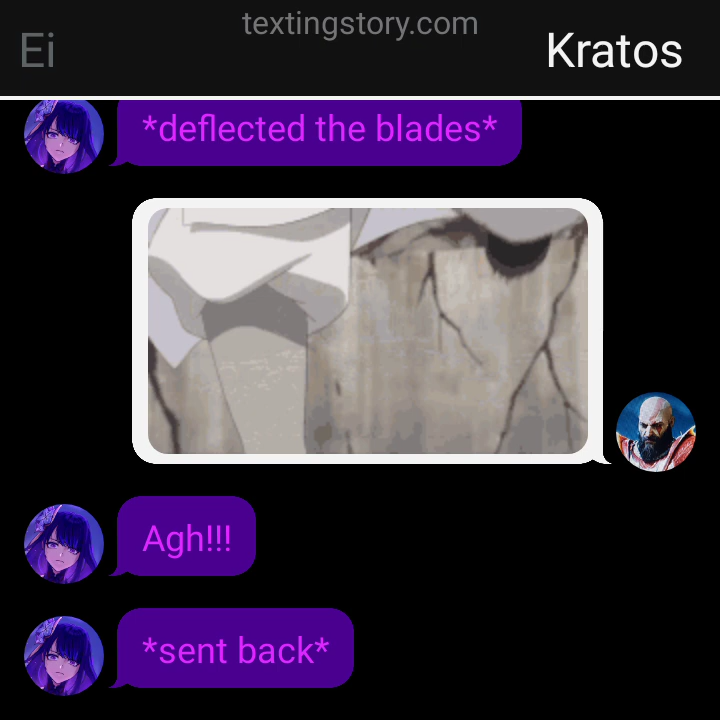 textingstory.com
Ei
Kratos
*deflected the blades*
Agh!!!
*sent back*